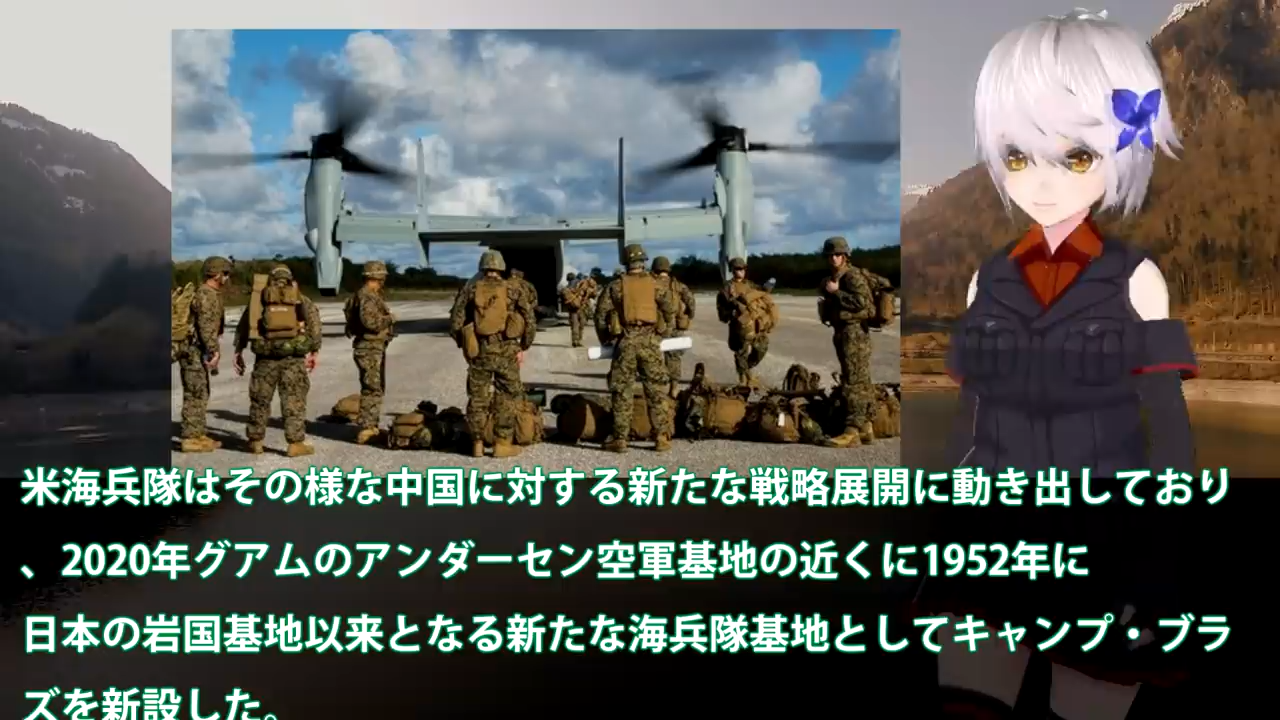 米海兵隊はその様な中国に対する新たな戦略展開に動き出しており
、2020年グアムのアンダーセン空軍基地の近くに1952年に
日本の岩国基地以来となる新たな海兵隊基地としてキャンプ・ブラ
ズを新設した。